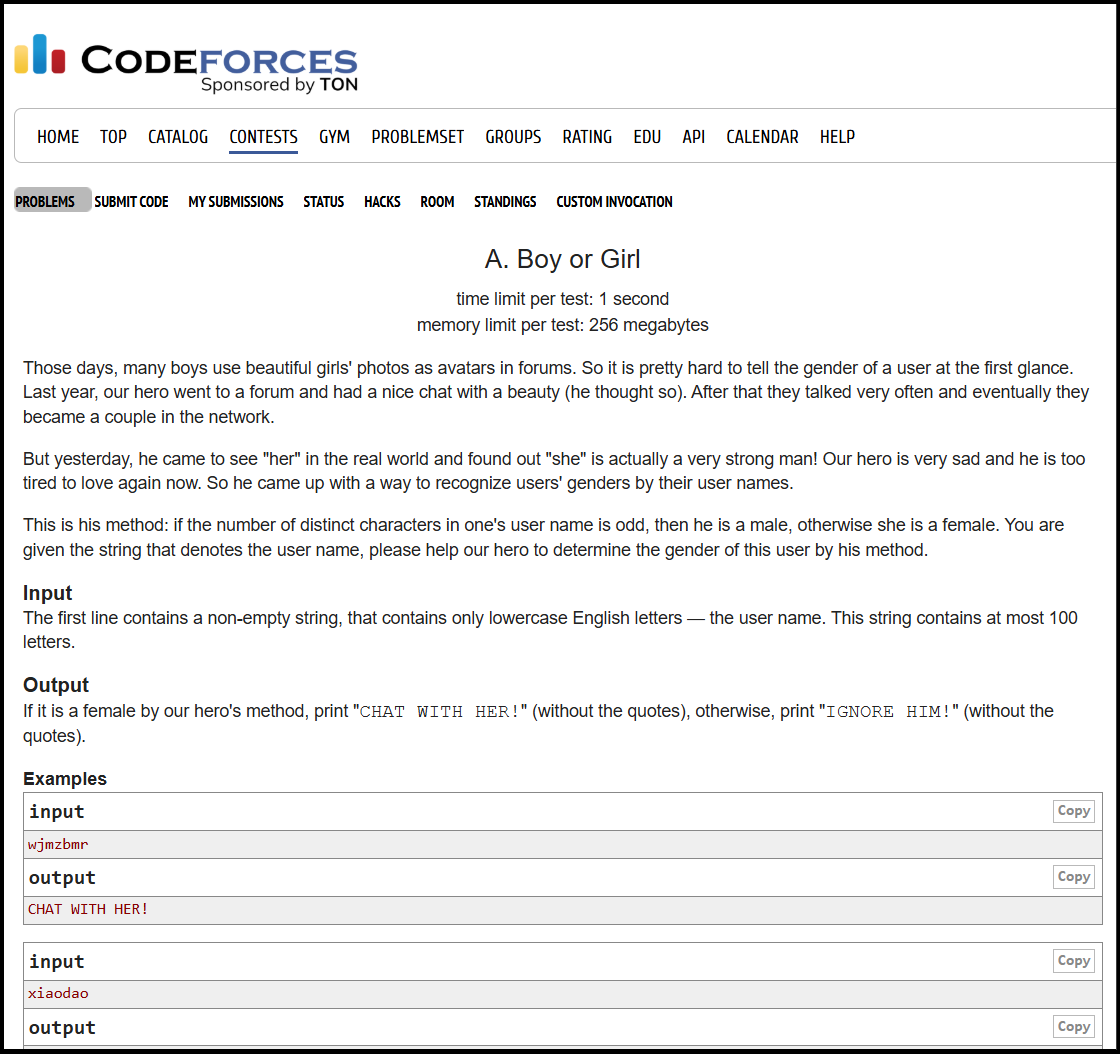 CODEFORCES
Sponsored by TON
HOME TOP CATALOG CONTESTS GYM PROBLEMSET GROUPS RATING EDU API CALENDAR HELP
PROBLEMS SUBMIT CODE MY SUBMISSIONS STATUS HACKS ROOM STANDINGS CUSTOM INVOCATION
A. Boy or Girl
time limit per test: 1 second
memory limit per test: 256 megabytes
Those days, many boys use beautiful girls' photos as avatars in forums. So it is pretty hard to tell the gender of a user at the first glance.
Last year, our hero went to a forum and had a nice chat with a beauty (he thought so). After that they talked very often and eventually they
became a couple in the network.
But yesterday, he came to see "her" in the real world and found out "she" is actually a very strong man! Our hero is very sad and he is too
tired to love again now. So he came up with a way to recognize users' genders by their user names.
This is his method: if the number of distinct characters in one's user name is odd, then he is a male, otherwise she is a female. You are
given the string that denotes the user name, please help our hero to determine the gender of this user by his method.
Input
The first line contains a non-empty string, that contains only lowercase English letters — the user name. This string contains at most 100
letters.
Output
If it is a female by our hero's method, print "CHAT WITH HER!" (without the quotes), otherwise, print "IGNORE HIM!" (without the
quotes).
Examples
input Copy
wjmzbmr
output Copy
CHAT WITH HER!
input Copy
xiaodao
output Copy